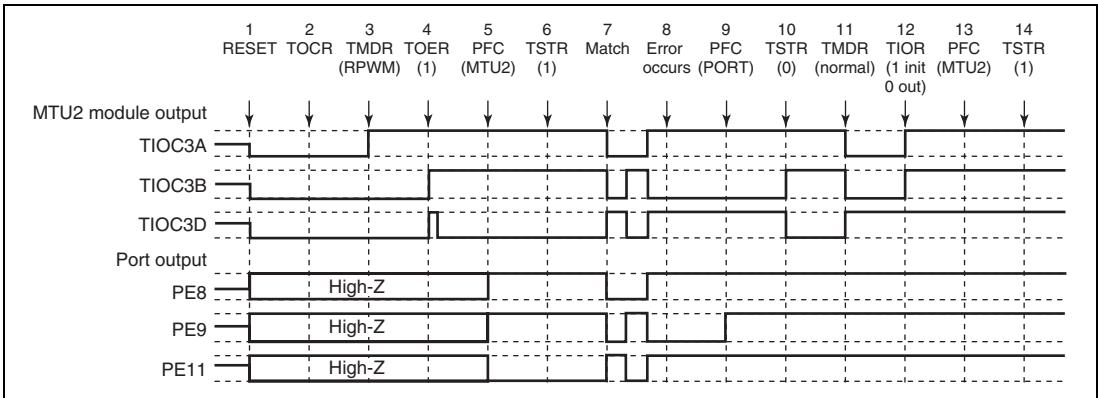 1 2 3 4 5 6 7 8 9 10 11 12 13 14
RESET TOCR TMDR TOER PFC TSTR Match Error PFC TSTR TMDR TIOR PFC TSTR
(RPWM) (1) (MTU2) (1) occurs (PORT) (0) (normal) (1 init (MTU2) (1)
0 out)
MTU2 module output
TIOC3A
TIOC3B
TIOC3D
Port output
PE8 High-Z
PE9 High-Z
PE11 High-Z